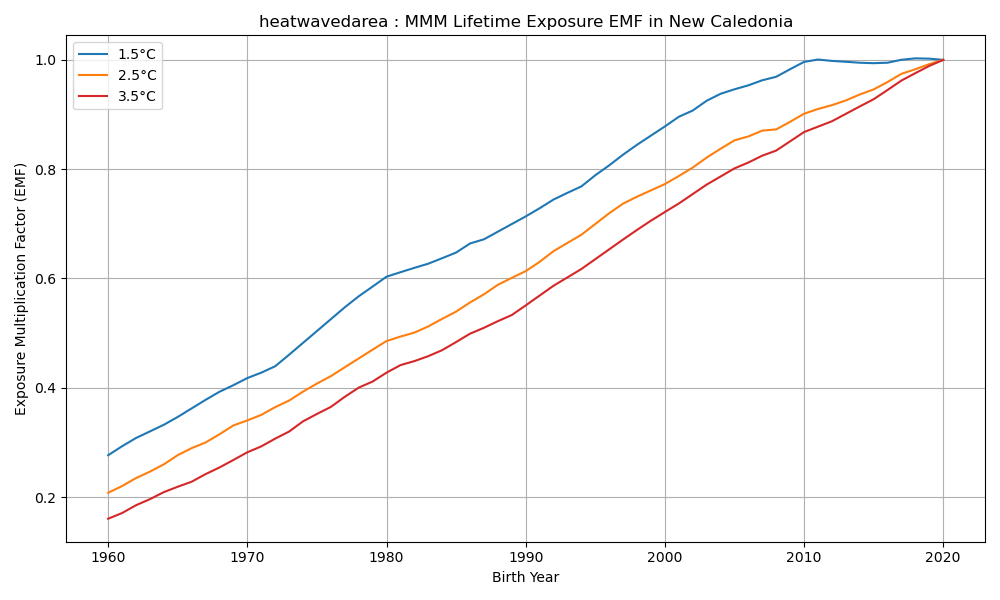 heatwavedarea : MMM Lifetime Exposure EMF in New Caledonia
1.5°C
2.5°C
3.5°C
Exposure Multiplication Factor (EMF)
1.0
0.8
0.6
0.4
0.2
1960 1970 1980 1990 2000 2010 2020
Birth Year